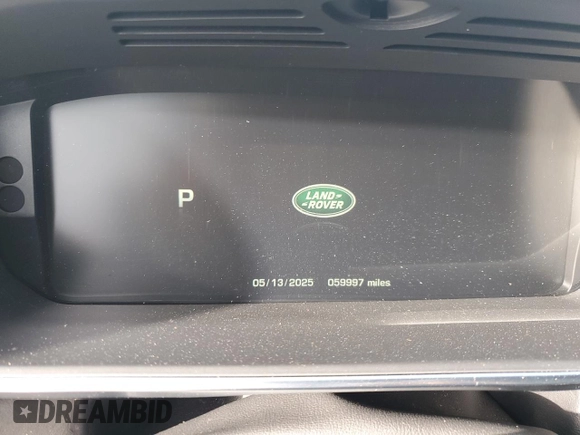 P
LAND
ROVER
05/13/2025 059997 miles
DREAMBID